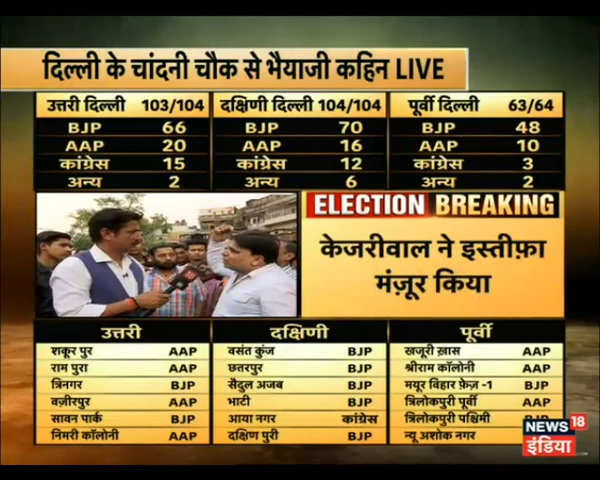 दिल्ली के चांदनी चौक से भैयाजी कहिन LIVE
उत्तरी दिल्ली 103/104 दक्षिणी दिल्ली 104/104 पूर्वी दिल्ली 63/64
BJP 66 BJP 70 BJP 48
AAP 20 AAP 16 AAP 10
कांग्रेस 15 कांग्रेस 12 कांग्रेस 3
अन्य 2 अन्य 6 अन्य 2
ELECTION BREAKING
केजरीवाल ने इस्तीफ़ा
मंज़ूर किया
उत्तरी दक्षिणी पूर्वी
शकूर पुर AAP वसंत कुंज BJP खजूरी ख़ास AAP
राम पुरा AAP छतरपुर BJP श्रीराम कॉलोनी AAP
त्रिनगर BJP सैदुल अजब BJP मयूर विहार फ़ेज़ -1 BJP
वज़ीरपुर AAP भाटी BJP त्रिलोकपुरी पूर्वी AAP
सावन पार्क BJP आया नगर कांग्रेस त्रिलोकपुरी पश्चिमी
निमरी कॉलोनी AAP दक्षिण पुरी BJP न्यू अशोक नगर
NEWS 18
इंडिया